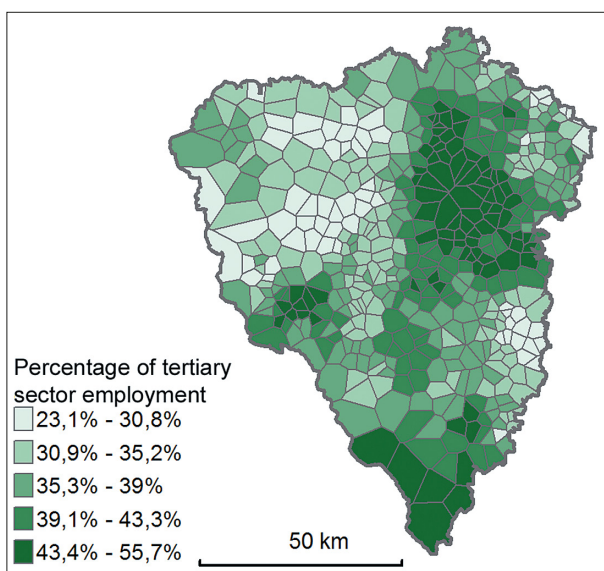 Percentage of tertiary
sector employment
23,1% - 30,8%
30,9% - 35,2%
35,3% - 39%
39,1% - 43,3%
43,4% - 55,7%
50 km